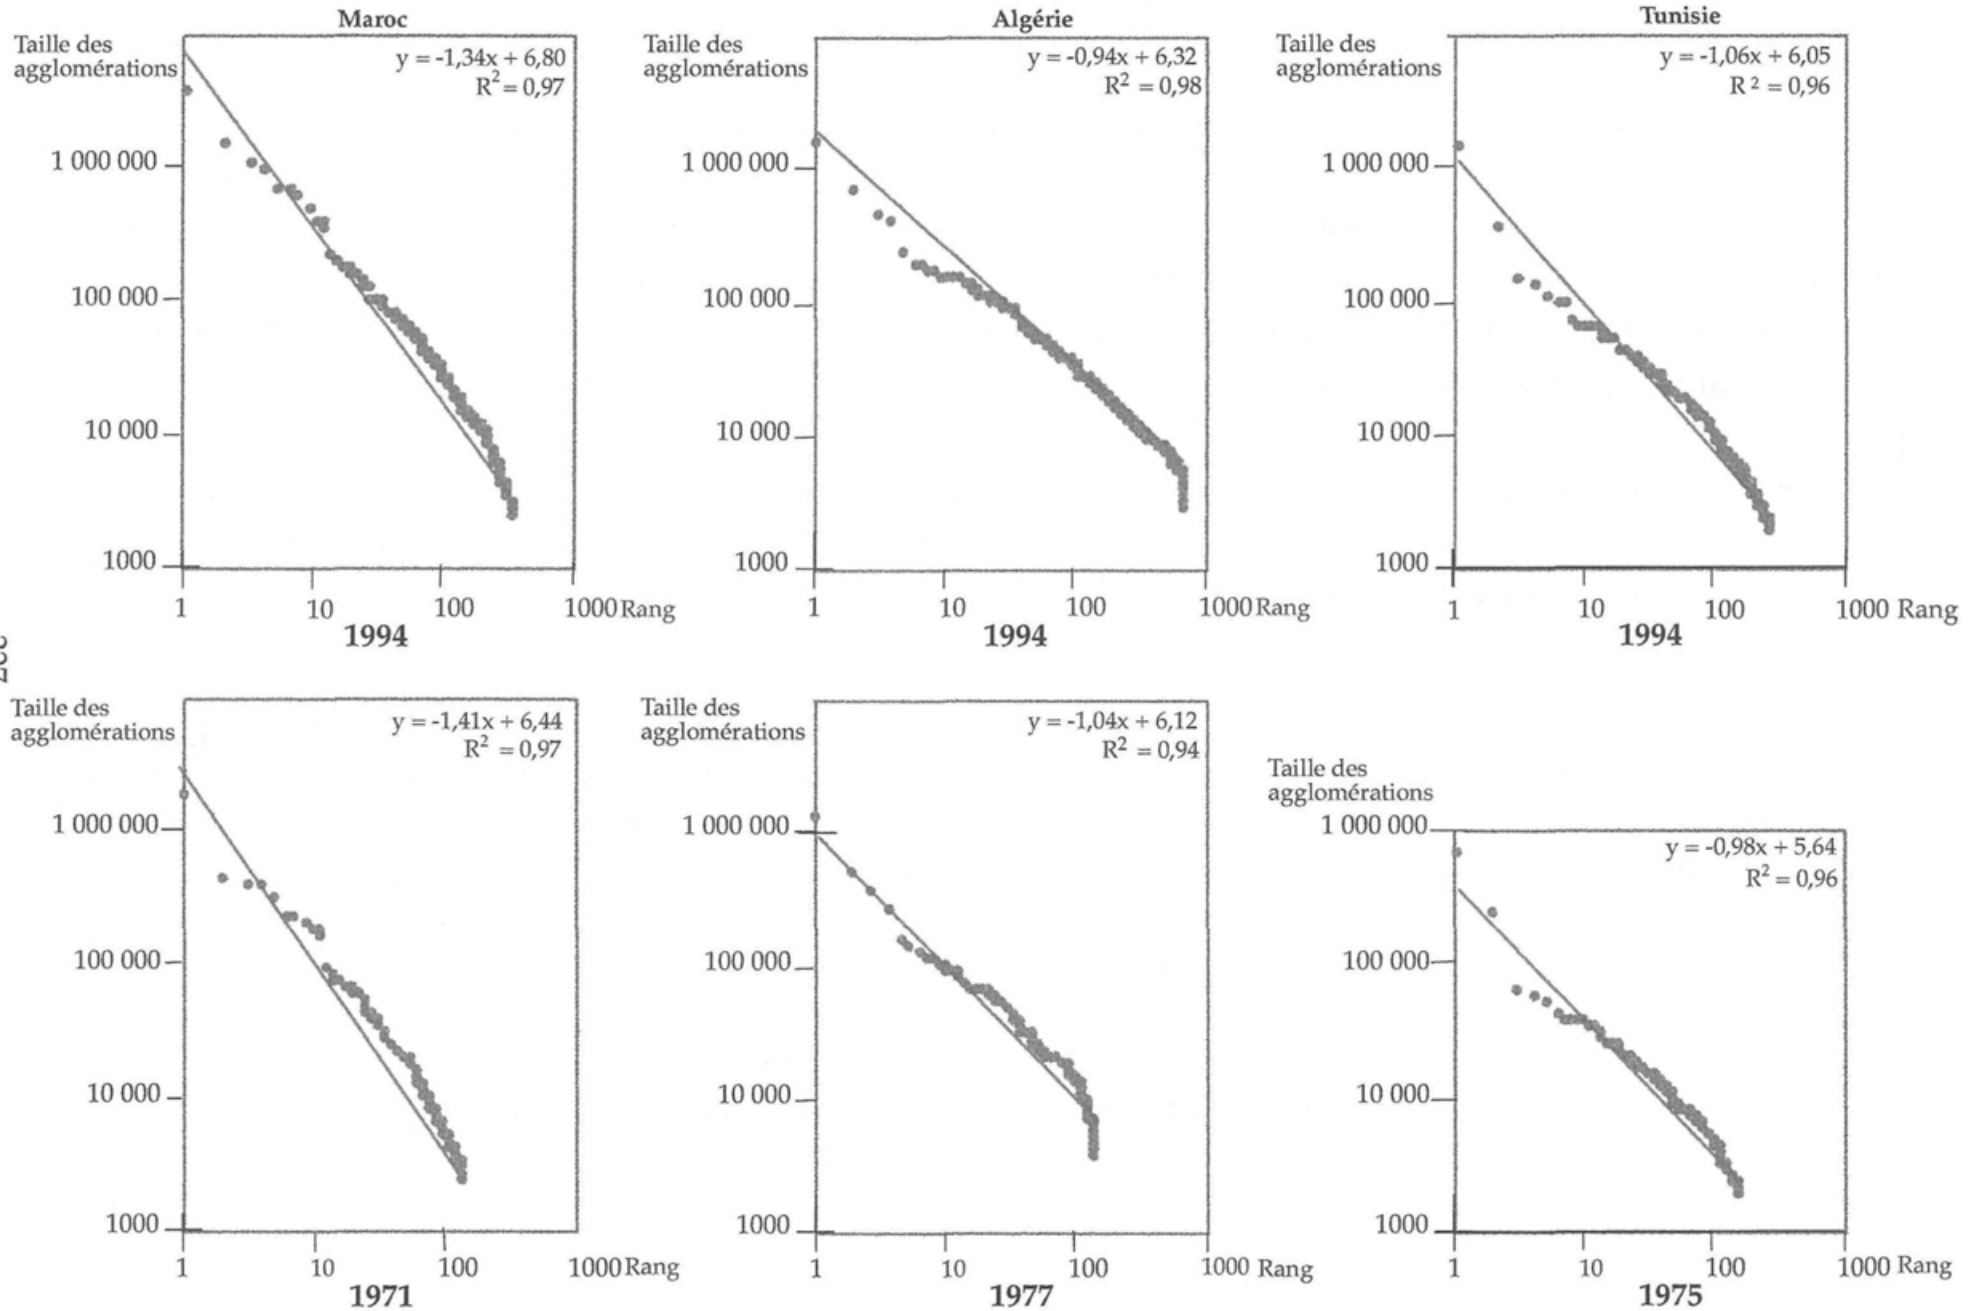 Maroc
Taille des
agglomérations
y = -1,34x + 6,80
R² = 0,97
1 000 000
100 000
10 000
1000
1 10 100 1000 Rang
1994
Algérie
Taille des
agglomérations
y = -0,94x + 6,32
R² = 0,98
1 000 000
100 000
10 000
1000
1 10 100 1000 Rang
1994
Tunisie
Taille des
agglomérations
y = -1,06x + 6,05
R ² = 0,96
1 000 000
100 000
10 000
1000
1 10 100 1000 Rang
1994
Taille des
agglomérations
y = -1,41x + 6,44
R² = 0,97
1 000 000
100 000
10 000
1000
1 10 100 1000 Rang
1971
Taille des
agglomérations
y = -1,04x + 6,12
R² = 0,94
1 000 000
100 000
10 000
1000
1 10 100 1000 Rang
1977
Taille des
agglomérations
1 000 000
y = -0,98x + 5,64
R² = 0,96
100 000
10 000
1000
1 10 100 1000 Rang
1975